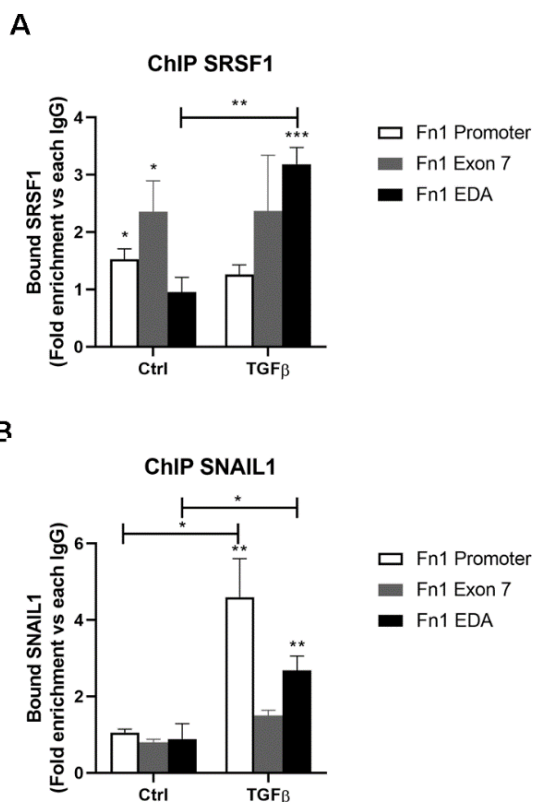 A
ChIP SRSF1
**
***
*
*
Bound SRSF1
(Fold enrichment vs each IgG)
4
3
2
1
0
Ctrl
TGFβ
Fn1 Promoter
Fn1 Exon 7
Fn1 EDA
B
ChIP SNAIL1
*
*
**
**
Bound SNAIL1
(Fold enrichment vs each IgG)
6
4
2
0
Ctrl
TGFβ
Fn1 Promoter
Fn1 Exon 7
Fn1 EDA